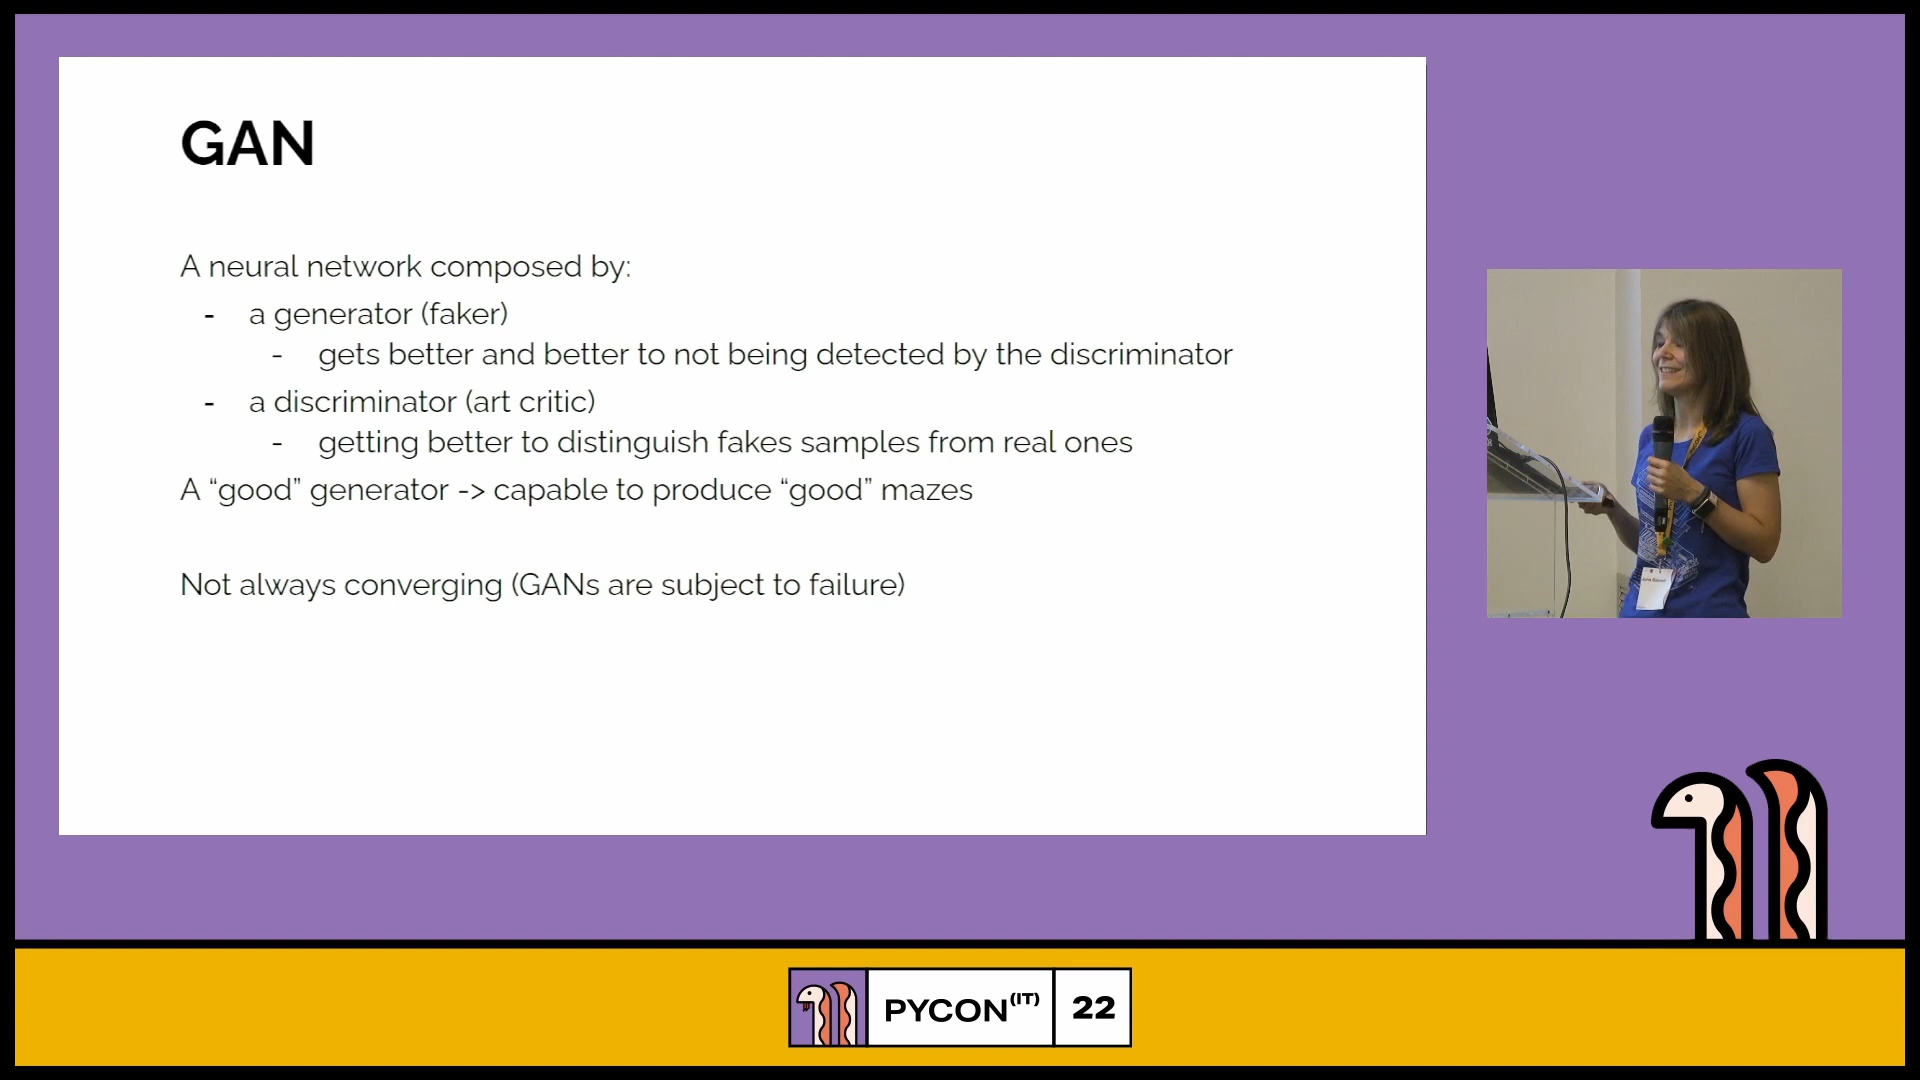 GAN
A neural network composed by:
- a generator (faker)
- gets better and better to not being detected by the discriminator
- a discriminator (art critic)
- getting better to distinguish fakes samples from real ones
A “good” generator -> capable to produce “good” mazes
Not always converging (GANs are subject to failure)
PYCON(IT) 22